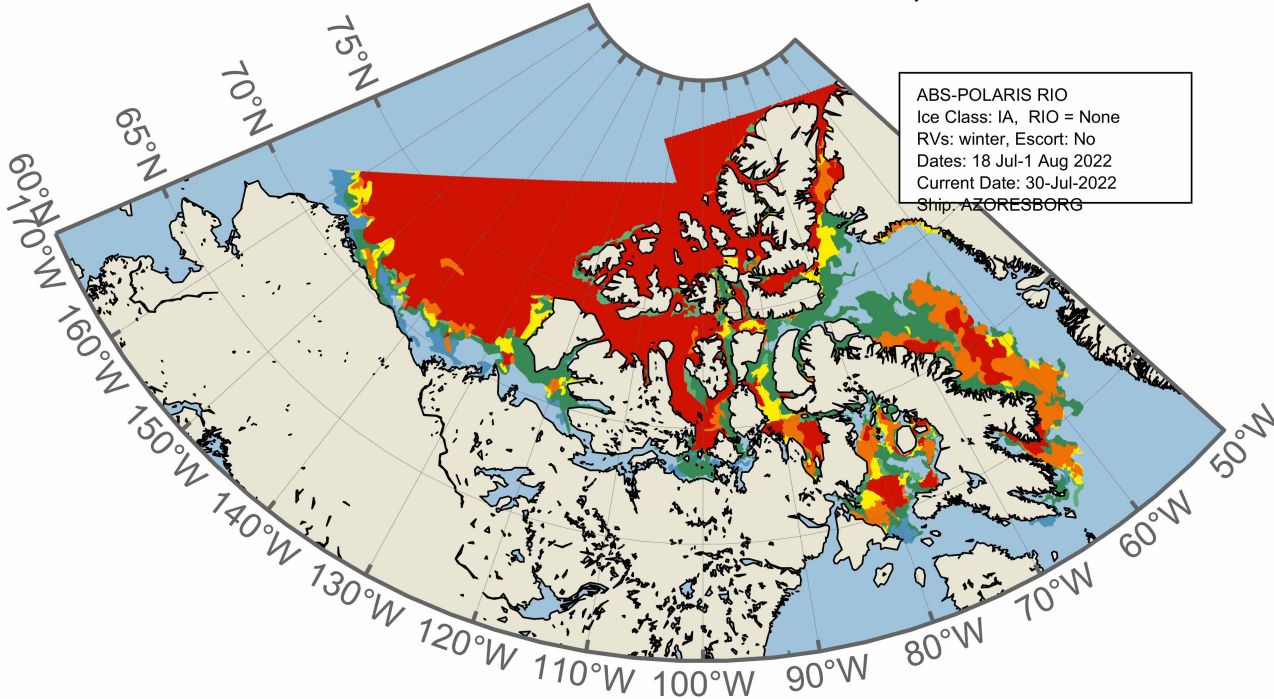 75°N
70°N
65°N
60°N
170°W
160°W
150°W
140°W
130°W
120°W
110°W
100°W
90°W
80°W
70°W
60°W
50°W
ABS-POLARIS RIO
Ice Class: IA, RIO = None
RVs: winter, Escort: No
Dates: 18 Jul-1 Aug 2022
Current Date: 30-Jul-2022
Ship: AZORESBORG